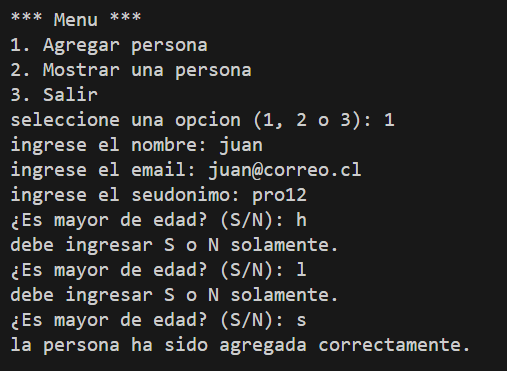 *** Menu ***
1. Agregar persona
2. Mostrar una persona
3. Salir
seleccione una opcion (1, 2 o 3): 1
ingrese el nombre: juan
ingrese el email: juan@correo.cl
ingrese el seudonimo: pro12
¿Es mayor de edad? (S/N): h
debe ingresar S o N solamente.
¿Es mayor de edad? (S/N): l
debe ingresar S o N solamente.
¿Es mayor de edad? (S/N): s
la persona ha sido agregada correctamente.